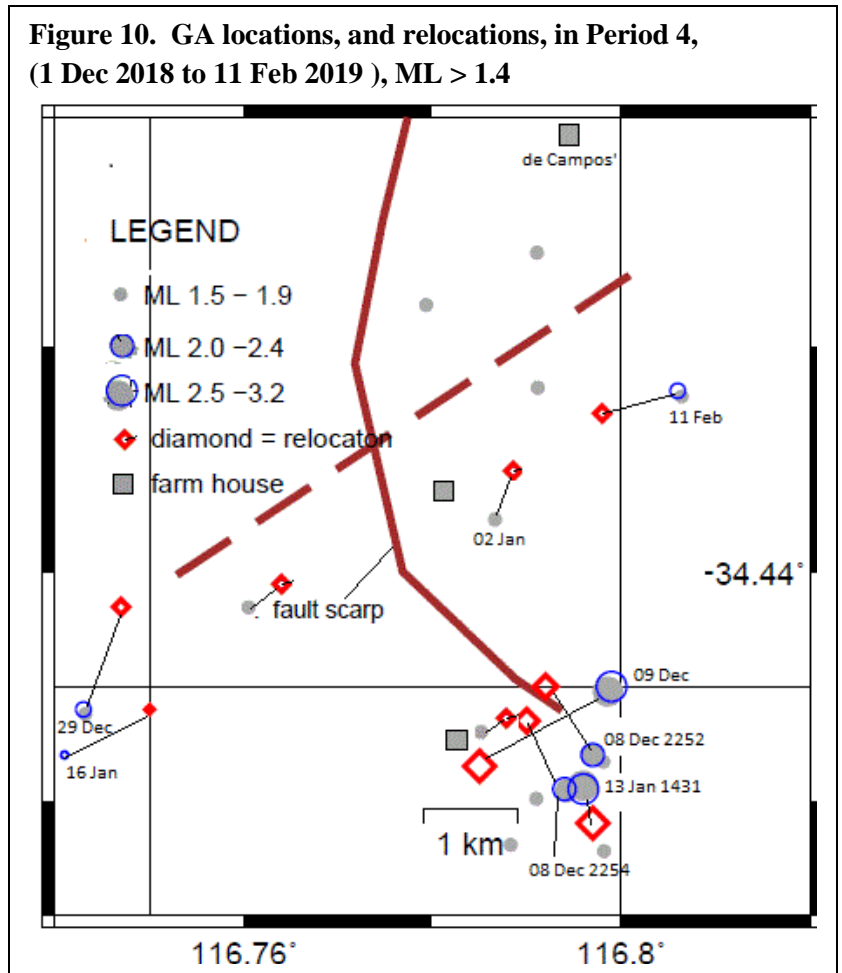 Figure 10. GA locations, and relocations, in Period 4,
(1 Dec 2018 to 11 Feb 2019 ), ML > 1.4
de Campos'
LEGEND
ML 1.5 − 1.9
ML 2.0 −2.4
ML 2.5 −3.2
diamond = relocaton
farm house
11 Feb
02 Jan
-34.44°
fault scarp
09 Dec
29 Dec
08 Dec 2252
16 Jan
13 Jan 1431
1 km
08 Dec 2254
116.76°
116.8°